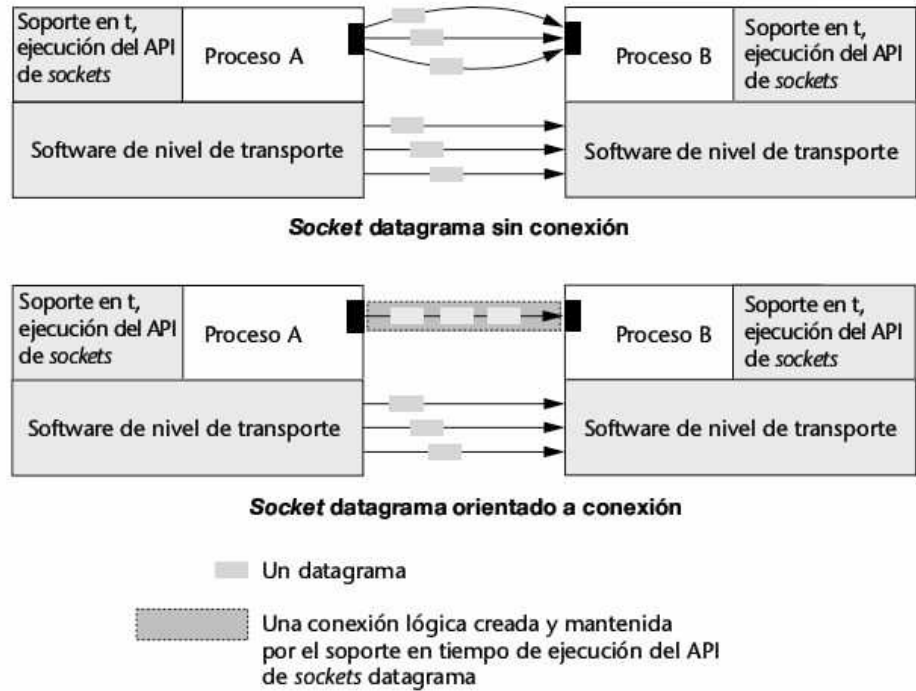 Soporte en t,
ejecución del API
de sockets
Proceso A
Proceso B
Soporte en t,
ejecución del API
de sockets
Software de nivel de transporte
Software de nivel de transporte
Socket datagrama sin conexión
Soporte en t,
ejecución del API
de sockets
Proceso A
Proceso B
Soporte en t,
ejecución del API
de sockets
Software de nivel de transporte
Software de nivel de transporte
Socket datagrama orientado a conexión
Un datagrama
Una conexión lógica creada y mantenida
por el soporte en tiempo de ejecución del API
de sockets datagrama